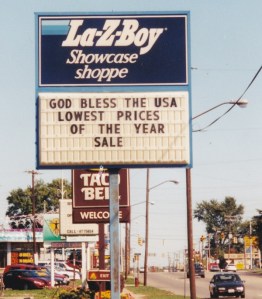 La-Z-Boy
Showcase
shoppe
GOD BLESS THE USA
LOWEST PRICES
OF THE YEAR
SALE
TACO
BELL
WELCOME